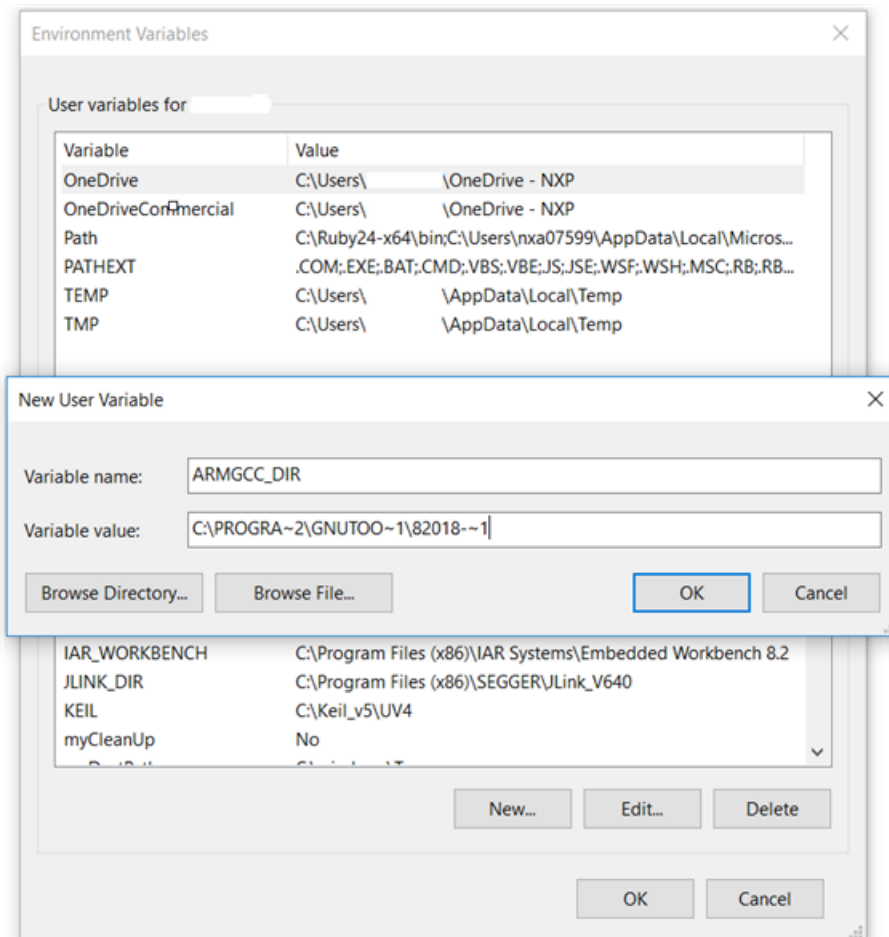 Environment Variables
User variables for
Variable Value
OneDrive C:\Users\ \OneDrive - NXP
OneDriveCommercial C:\Users\ \OneDrive - NXP
Path C:\Ruby24-x64\bin;C:\Users\nxa07599\AppData\Local\Micros...
PATHEXT .COM;.EXE;.BAT;.CMD;.VBS;.VBE;.JS;.JSE;.WSF;.WSH;.MSC;.RB;.RB...
TEMP C:\Users\ \AppData\Local\Temp
TMP C:\Users\ \AppData\Local\Temp
New User Variable
Variable name: ARMGCC_DIR
Variable value: C:\PROGRA~2\GNUTOO~1\82018-~1
Browse Directory... Browse File... OK Cancel
IAR_WORKBENCH C:\Program Files (x86)\IAR Systems\Embedded Workbench 8.2
JLINK_DIR C:\Program Files (x86)\SEGGER\JLink_V640
KEIL C:\Keil_v5\UV4
myCleanUp No
New... Edit... Delete
OK Cancel